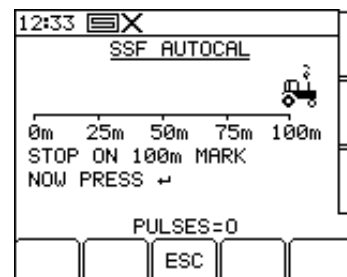 12:33
SSF AUTOCAL
0m 25m 50m 75m 100m
STOP ON 100m MARK
NOW PRESS ↵
PULSES=0
ESC